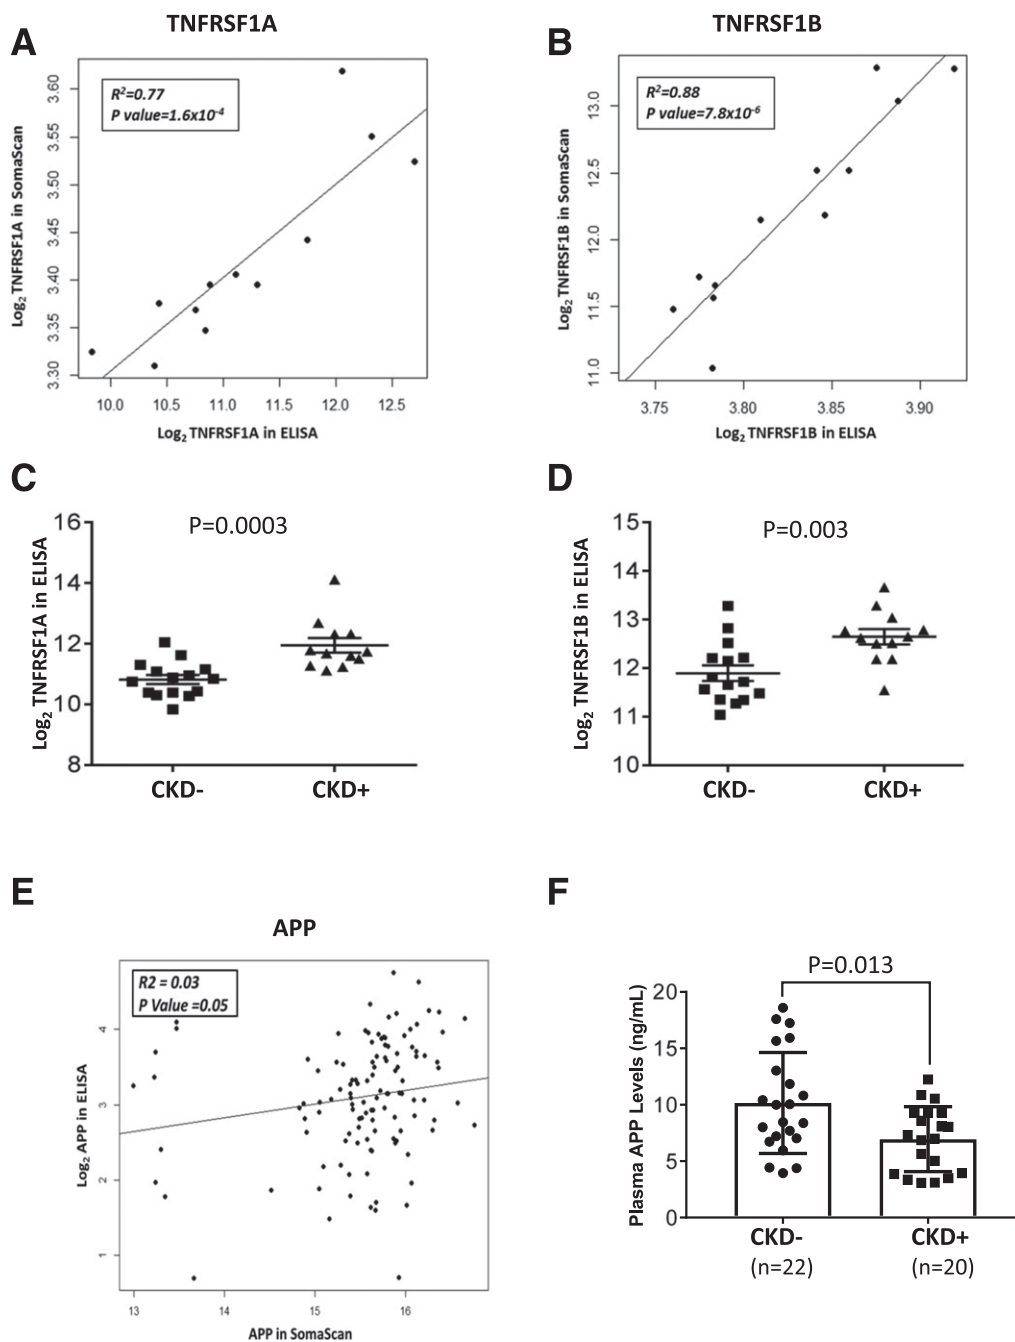 A
TNFRSF1A
R²=0.77
P value=1.6x10⁻⁴
Log₂ TNFRSF1A in SomaScan
3.60
3.55
3.50
3.45
3.40
3.35
3.30
10.0 10.5 11.0 11.5 12.0 12.5
Log₂ TNFRSF1A in ELISA
B
TNFRSF1B
R²=0.88
P value=7.8x10⁻⁶
Log₂ TNFRSF1B in SomaScan
13.0
12.5
12.0
11.5
11.0
3.75 3.80 3.85 3.90
Log₂ TNFRSF1B in ELISA
C
P=0.0003
Log₂ TNFRSF1A in ELISA
16
14
12
10
8
CKD- CKD+
D
P=0.003
Log₂ TNFRSF1B in ELISA
15
14
13
12
11
10
CKD- CKD+
E
APP
R2 = 0.03
P Value =0.05
Log₂ APP in ELISA
4
3
2
1
13 14 15 16
APP in SomaScan
F
P=0.013
Plasma APP Levels (ng/mL)
20
15
10
5
0
CKD- CKD+
(n=22) (n=20)